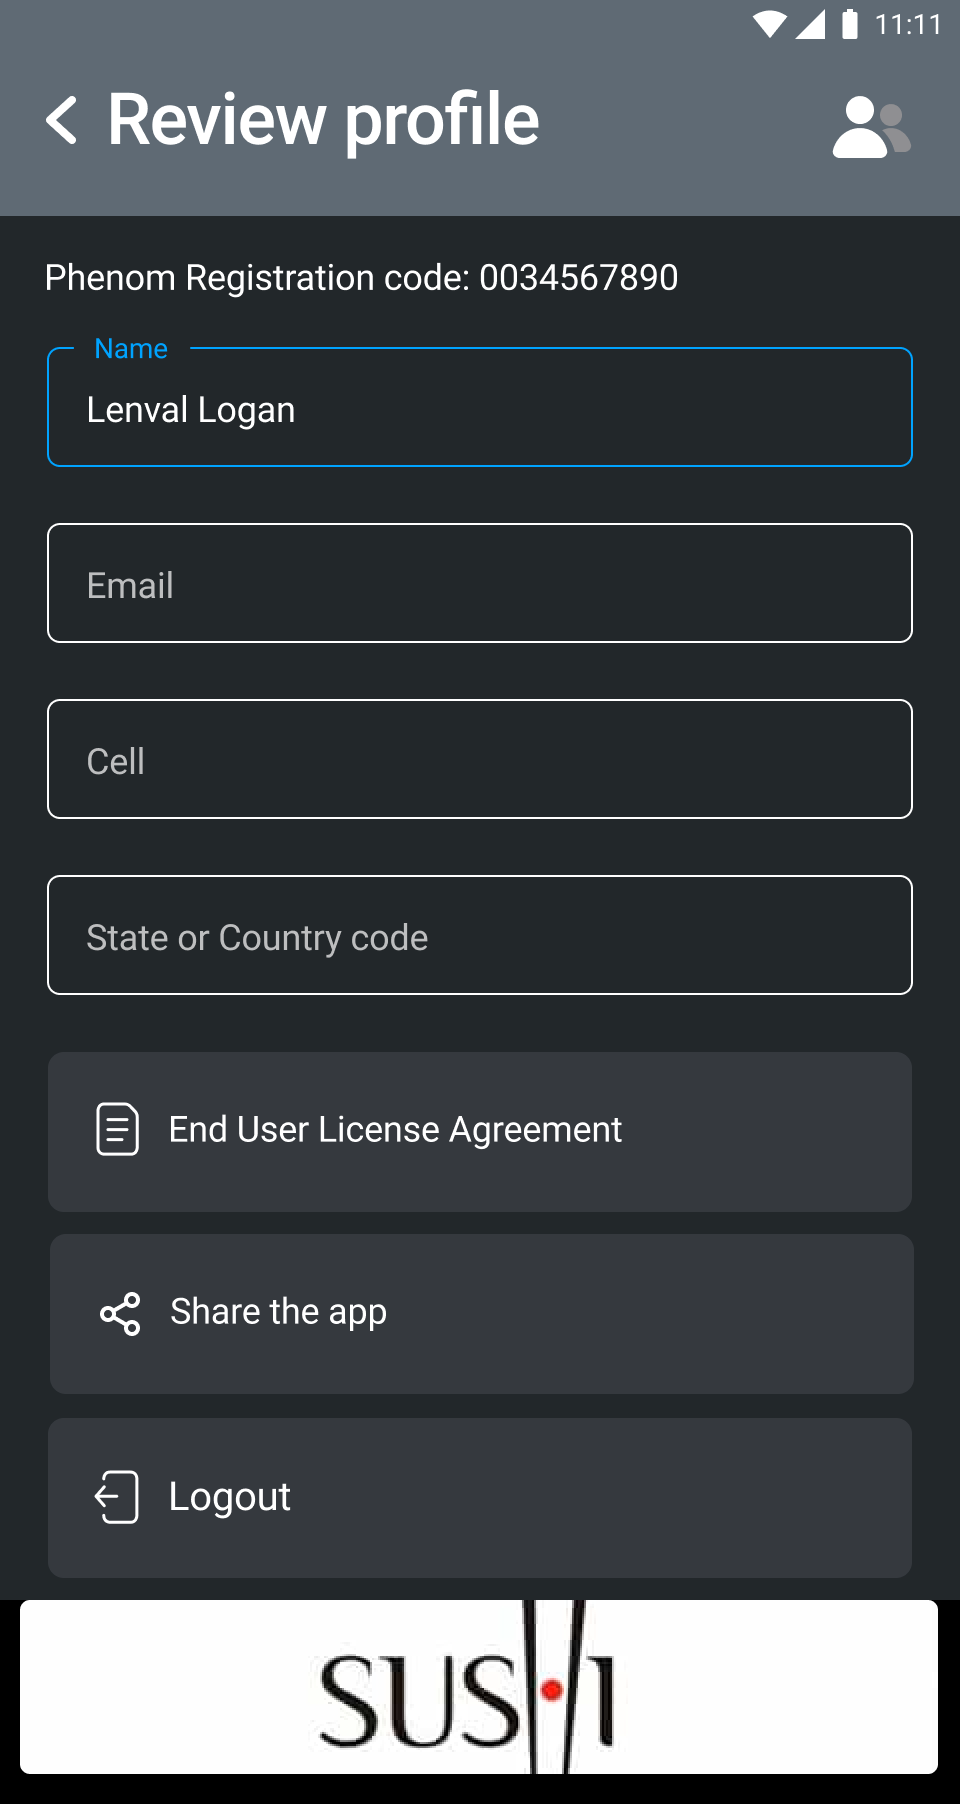 11:11
Review profile
Phenom Registration code: 0034567890
Name
Lenval Logan
Email
Cell
State or Country code
End User License Agreement
Share the app
Logout
SUSHI